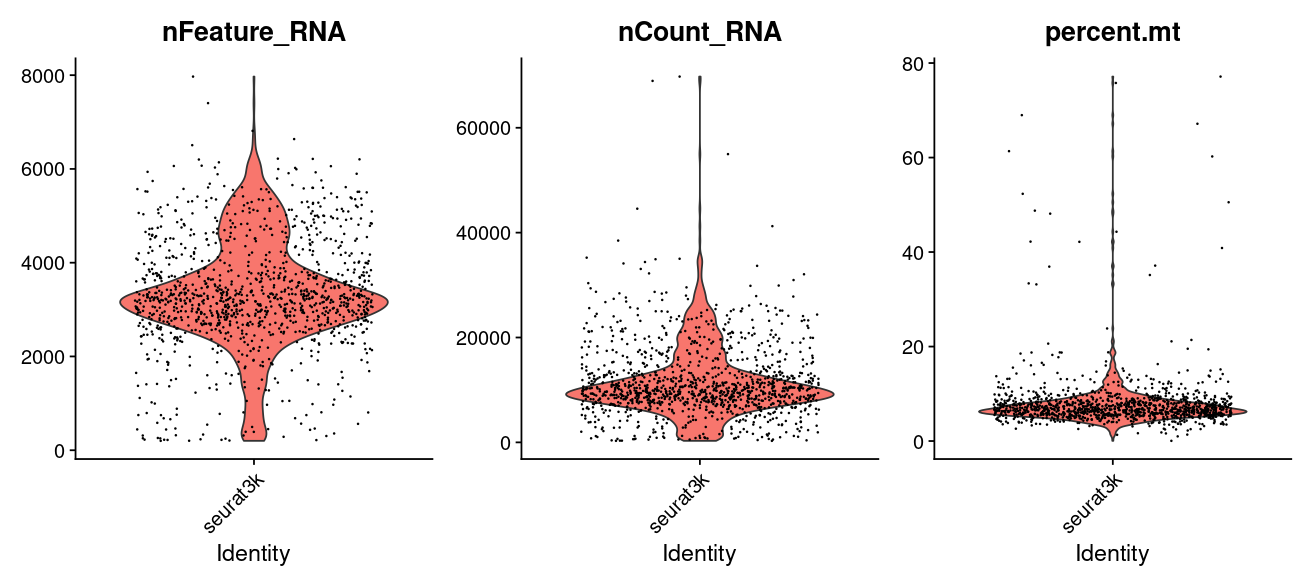 nFeature_RNA
8000
6000
4000
2000
0
seurat3k
Identity
nCount_RNA
60000
40000
20000
0
seurat3k
Identity
percent.mt
80
60
40
20
0
seurat3k
Identity